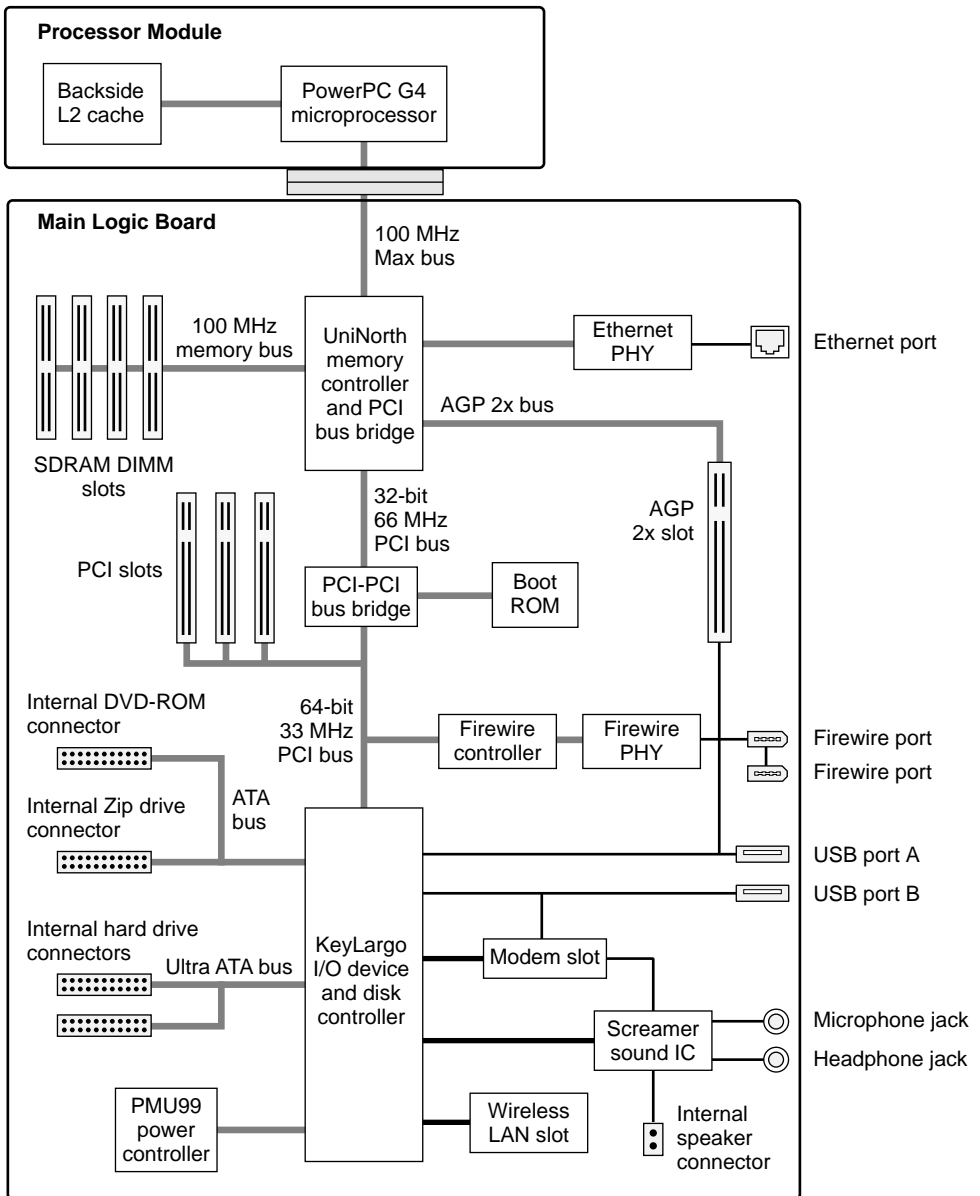 Processor Module
Backside
L2 cache
PowerPC G4
microprocessor
Main Logic Board
100 MHz
Max bus
100 MHz
memory bus
UniNorth
memory
controller
and PCI
bus bridge
Ethernet
PHY
Ethernet port
AGP 2x bus
SDRAM DIMM
slots
32-bit
66 MHz
PCI bus
AGP
2x slot
PCI slots
PCI-PCI
bus bridge
Boot
ROM
Internal DVD-ROM
connector
64-bit
33 MHz
PCI bus
Firewire
controller
Firewire
PHY
Firewire port
Firewire port
Internal Zip drive
connector
ATA
bus
USB port A
USB port B
Internal hard drive
connectors
Ultra ATA bus
KeyLargo
I/O device
and disk
controller
Modem slot
Screamer
sound IC
Microphone jack
Headphone jack
PMU99
power
controller
Wireless
LAN slot
Internal
speaker
connector